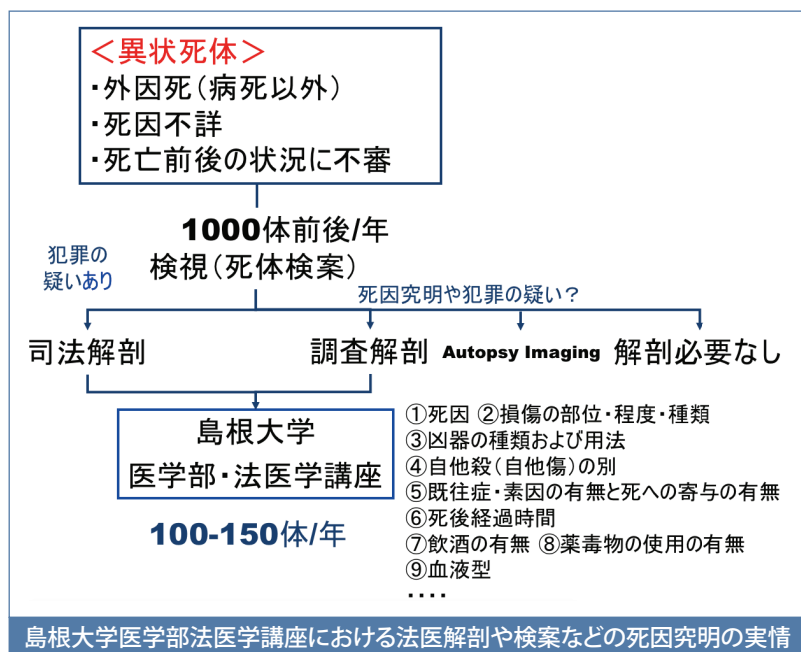 ＜異状死体＞
・外因死（病死以外）
・死因不詳
・死亡前後の状況に不審
1000体前後/年
検視（死体検案）
犯罪の
疑いあり
死因究明や犯罪の疑い？
司法解剖
調査解剖
Autopsy Imaging
解剖必要なし
島根大学
医学部・法医学講座
100-150体/年
①死因 ②損傷の部位・程度・種類
③凶器の種類および用法
④自他殺（自他傷）の別
⑤既往症・素因の有無と死への寄与の有無
⑥死後経過時間
⑦飲酒の有無 ⑧薬毒物の使用の有無
⑨血液型
・・・・
島根大学医学部法医学講座における法医解剖や検案などの死因究明の実情